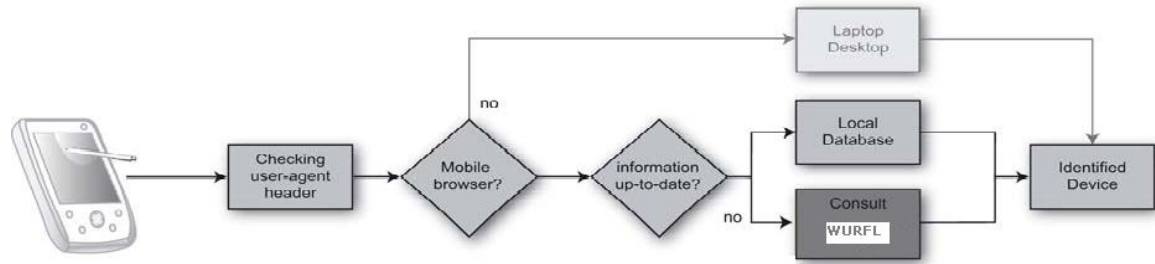 Laptop
Desktop
no
Checking
user-agent
header
Mobile
browser?
information
up-to-date?
no
Local
Database
Consult
WURFL
Identified
Device